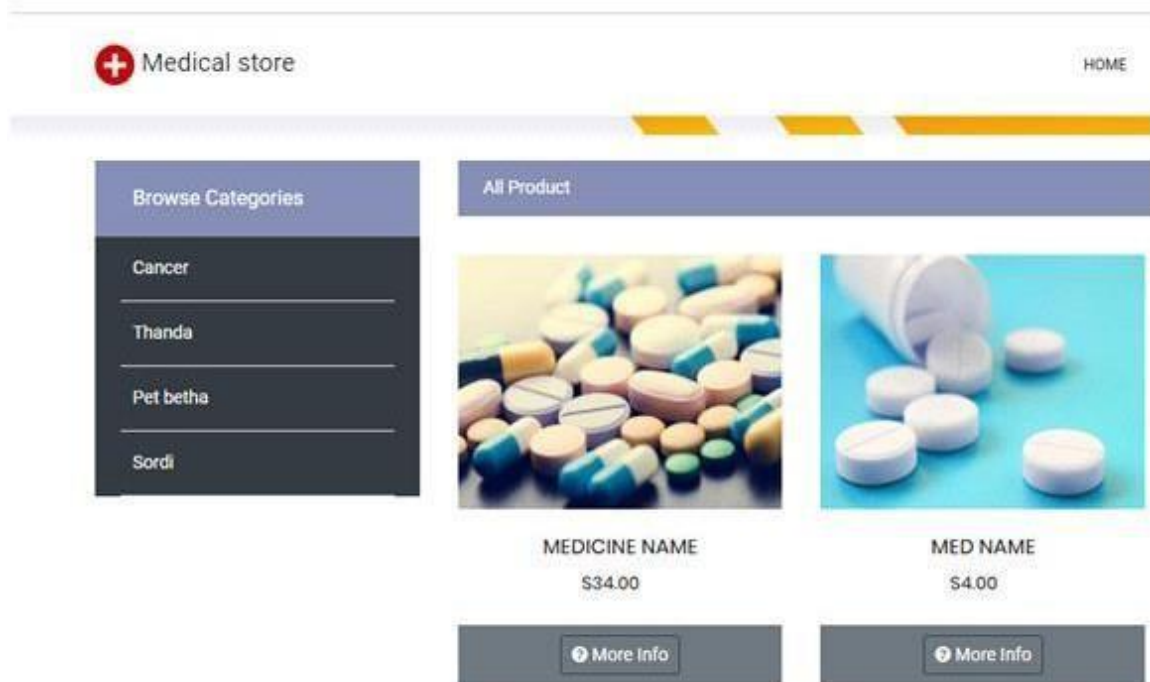 Medical store
HOME
Browse Categories
Cancer
Thanda
Pet betha
Sordi
All Product
MEDICINE NAME
$34.00
More Info
MED NAME
$4.00
More Info